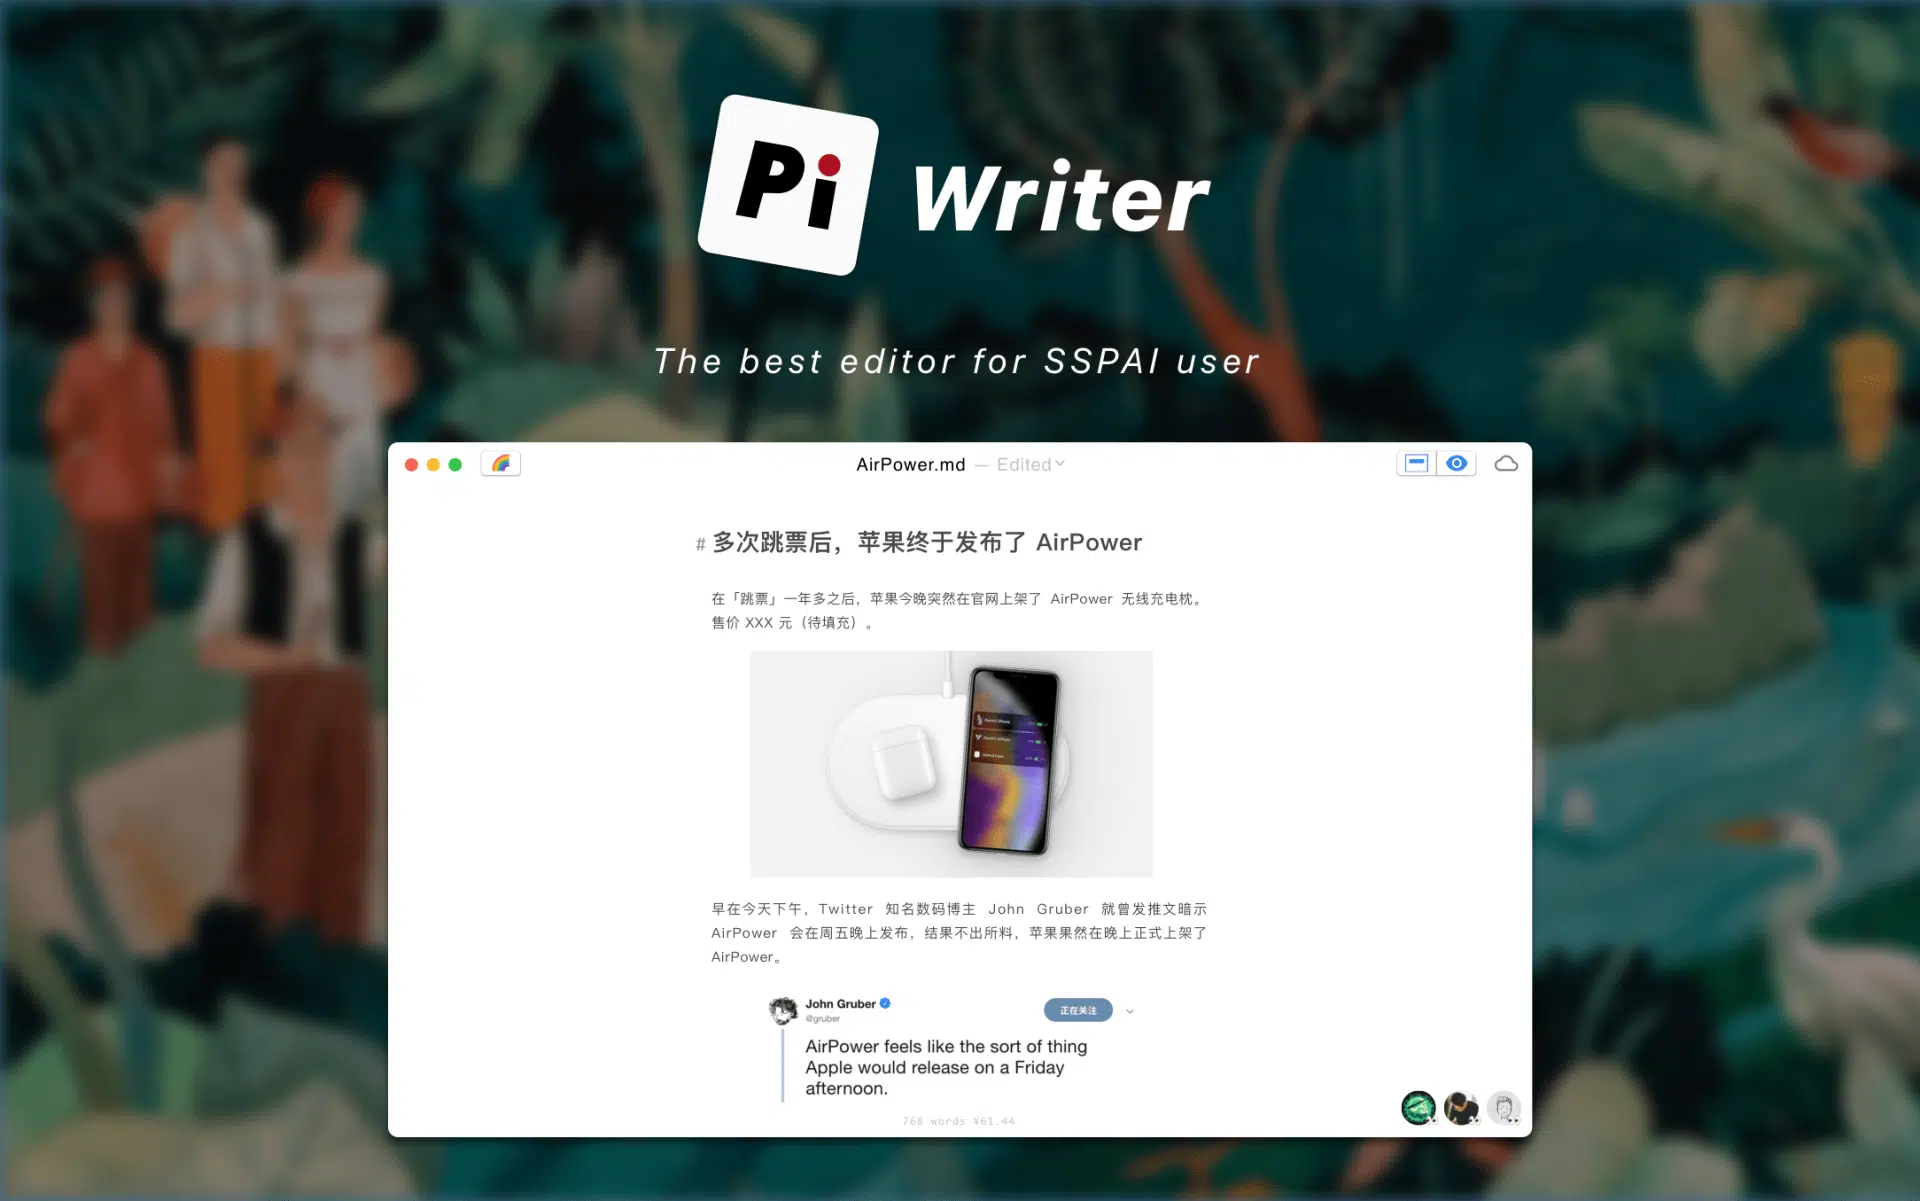 Pi Writer
The best editor for SSPAI user
AirPower.md — Edited
# 多次跳票后，苹果终于发布了 AirPower
在「跳票」一年多之后，苹果今晚突然在官网上架了 AirPower 无线充电枕。
售价 XXX 元（待填充）。
早在今天下午，Twitter 知名数码博主 John Gruber 就曾发推文暗示
AirPower 会在周五晚上发布，结果不出所料，苹果果然在晚上正式上架了
AirPower。
John Gruber
正在关注
@gruber
AirPower feels like the sort of thing
Apple would release on a Friday
afternoon.
768 words ¥61.44